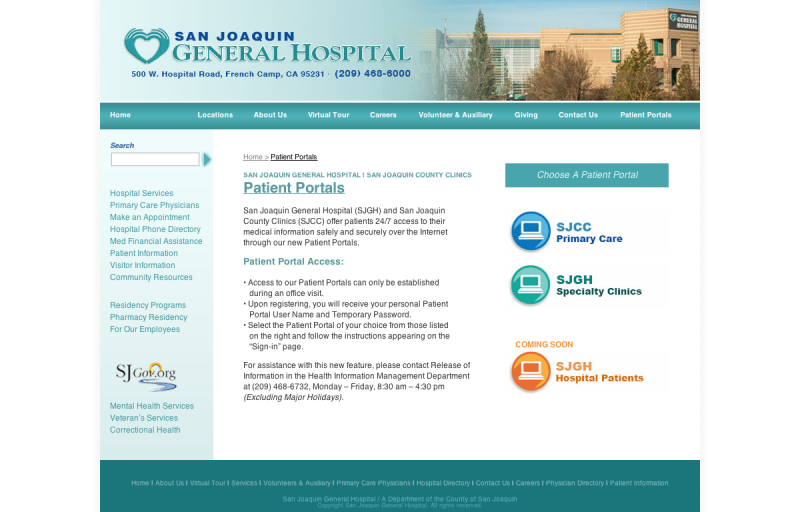 SAN JOAQUIN
GENERAL HOSPITAL
500 W. Hospital Road, French Camp, CA 95231 · (209) 468-6000
Home Locations About Us Virtual Tour Careers Volunteer & Auxiliary Giving Contact Us Patient Portals
Search
Hospital Services
Primary Care Physicians
Make an Appointment
Hospital Phone Directory
Med Financial Assistance
Patient Information
Visitor Information
Community Resources
Residency Programs
Pharmacy Residency
For Our Employees
SJGov.org
Mental Health Services
Veteran's Services
Correctional Health
Home > Patient Portals
SAN JOAQUIN GENERAL HOSPITAL I SAN JOAQUIN COUNTY CLINICS
Patient Portals
San Joaquin General Hospital (SJGH) and San Joaquin
County Clinics (SJCC) offer patients 24/7 access to their
medical information safely and securely over the Internet
through our new Patient Portals.
Patient Portal Access:
• Access to our Patient Portals can only be established
during an office visit.
• Upon registering, you will receive your personal Patient
Portal User Name and Temporary Password.
• Select the Patient Portal of your choice from those listed
on the right and follow the instructions appearing on the
“Sign-in” page.
For assistance with this new feature, please contact Release of
Information in the Health Information Management Department
at (209) 468-6732, Monday – Friday, 8:30 am – 4:30 pm
(Excluding Major Holidays).
Choose A Patient Portal
SJCC
Primary Care
SJGH
Specialty Clinics
COMING SOON
SJGH
Hospital Patients
Home I About Us I Virtual Tour I Services I Volunteers & Auxiliary I Primary Care Physicians I Hospital Directory I Contact Us I Careers I Physician Directory I Patient Information
San Joaquin General Hospital / A Department of the County of San Joaquin
Copyright San Joaquin General Hospital, All rights reserved.